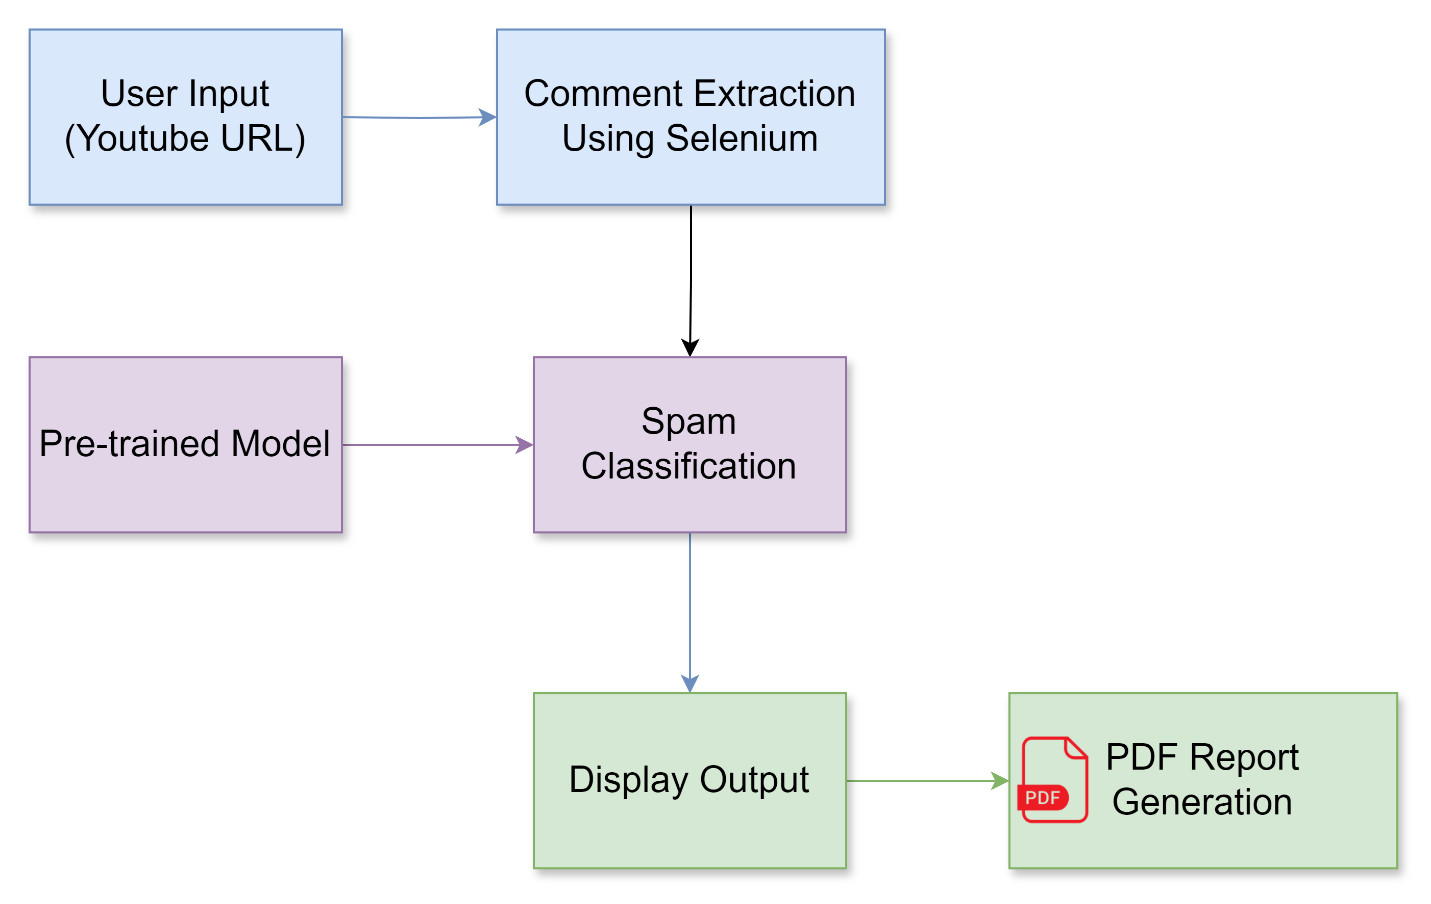 User Input
(Youtube URL)
Comment Extraction
Using Selenium
Pre-trained Model
Spam
Classification
Display Output
PDF
PDF Report
Generation